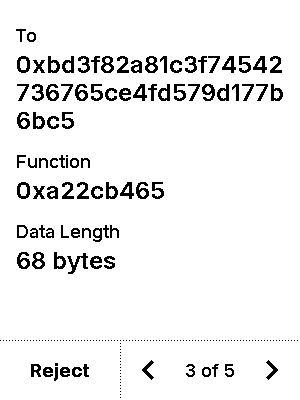 To
0xbd3f82a81c3f74542
736765ce4fd579d177b
6bc5
Function
0xa22cb465
Data Length
68 bytes
Reject
3 of 5